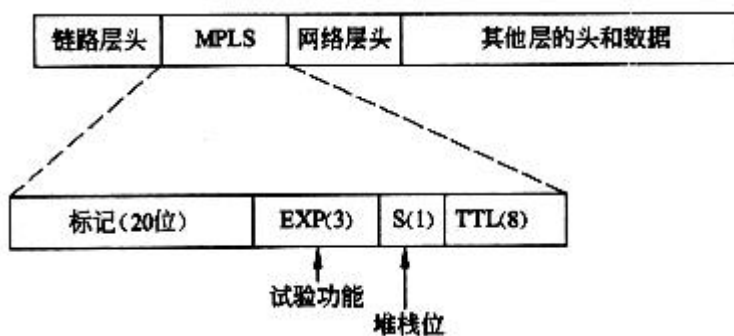 链路层头 MPLS 网络层头 其他层的头和数据
标记(20位) EXP(3) S(1) TTL(8)
试验功能
堆栈位